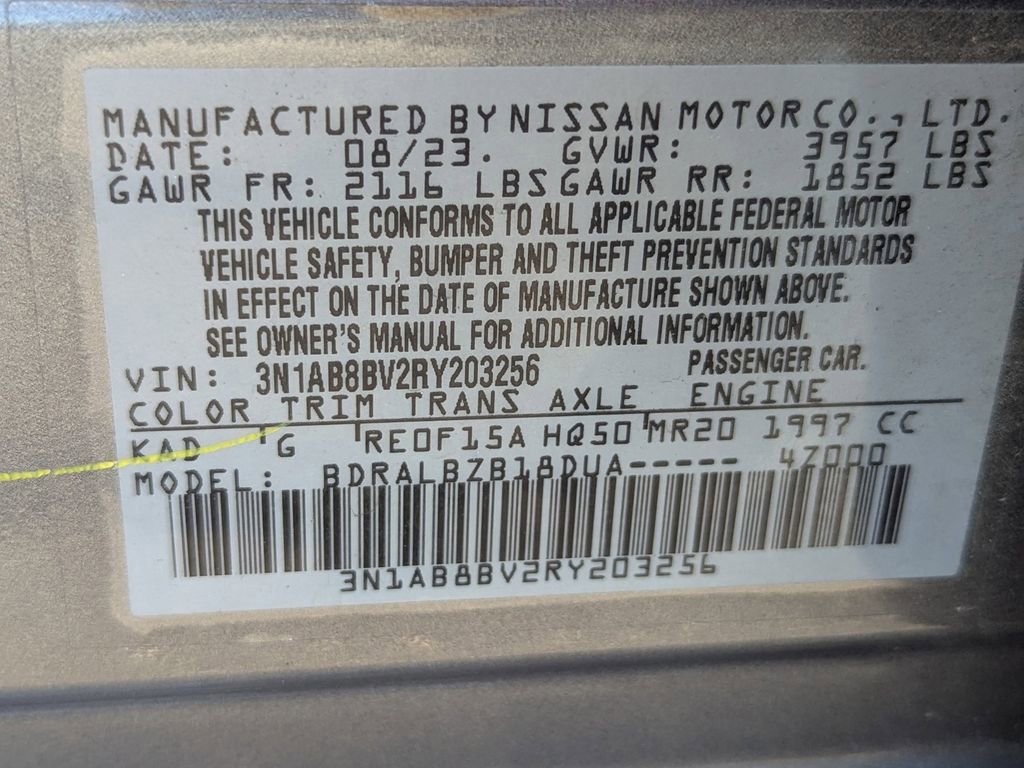 MANUFACTURED BY NISSAN MOTOR CO., LTD.
DATE: 08/23. GVWR: 3957 LBS
GAWR FR: 2116 LBS GAWR RR: 1852 LBS
THIS VEHICLE CONFORMS TO ALL APPLICABLE FEDERAL MOTOR
VEHICLE SAFETY, BUMPER AND THEFT PREVENTION STANDARDS
IN EFFECT ON THE DATE OF MANUFACTURE SHOWN ABOVE.
SEE OWNER'S MANUAL FOR ADDITIONAL INFORMATION.
VIN: 3N1AB8BV2RY203256 PASSENGER CAR.
COLOR TRIM TRANS AXLE ENGINE
KAD G RE0F15A HQ50 MR20 1997 CC
MODEL: BDRALBZB18DUA----- 4Z000
3N1AB8BV2RY203256